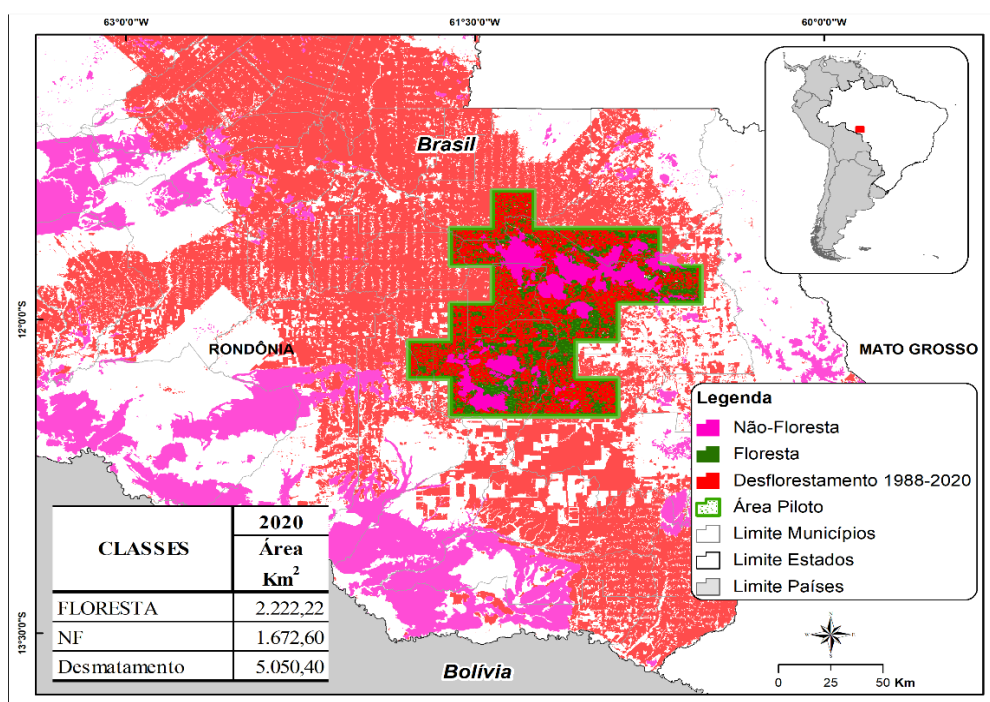 63°0'0"W
61°30'0"W
60°0'0"W
Brasil
12°0'0"S
RONDÔNIA
MATO GROSSO
Legenda
Não-Floresta
Floresta
Desflorestamento 1988-2020
Área Piloto
Limite Municípios
Limite Estados
Limite Países
CLASSES
2020
Área
Km²
FLORESTA 2.222,22
NF 1.672,60
Desmatamento 5.050,40
13°30'0"S
Bolívia
0 25 50 Km